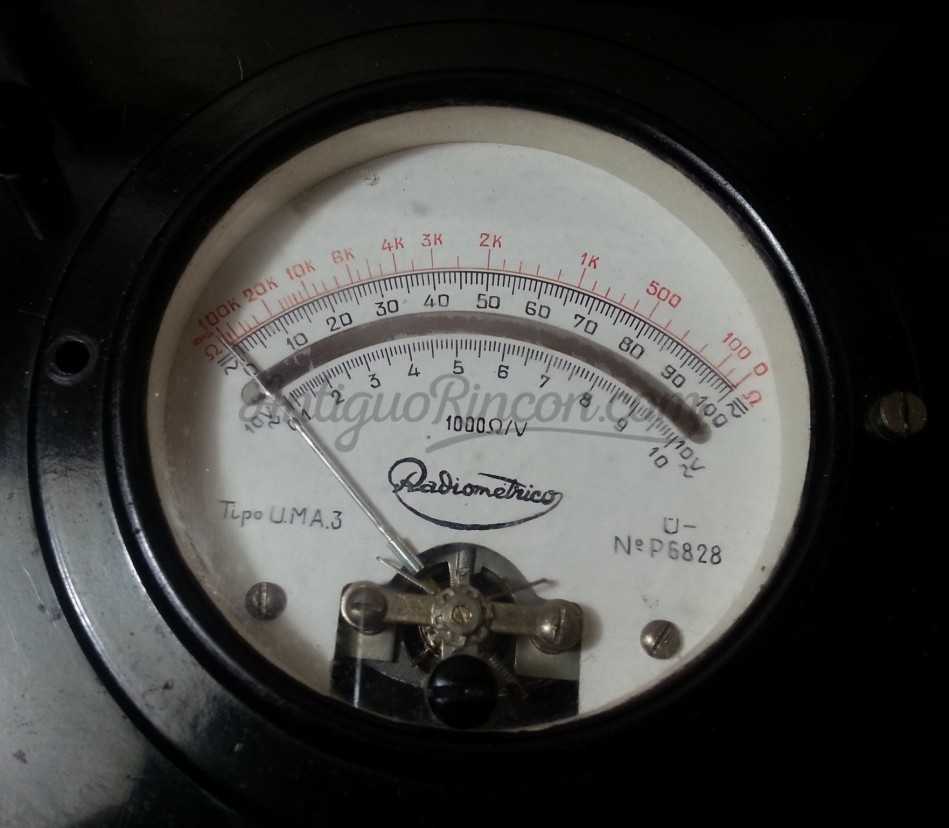 ∞ 100K 20K 10K 6K 4K 3K 2K 1K 500 100 0
Ω Ω
0 10 20 30 40 50 60 70 80 90 100
10V 0 1 2 3 4 5 6 7 8 9 10 10V
AntiguoRincon.com
1000Ω/V
Radiometrico
Tipo U.M.A.3
U-
Nº P6828